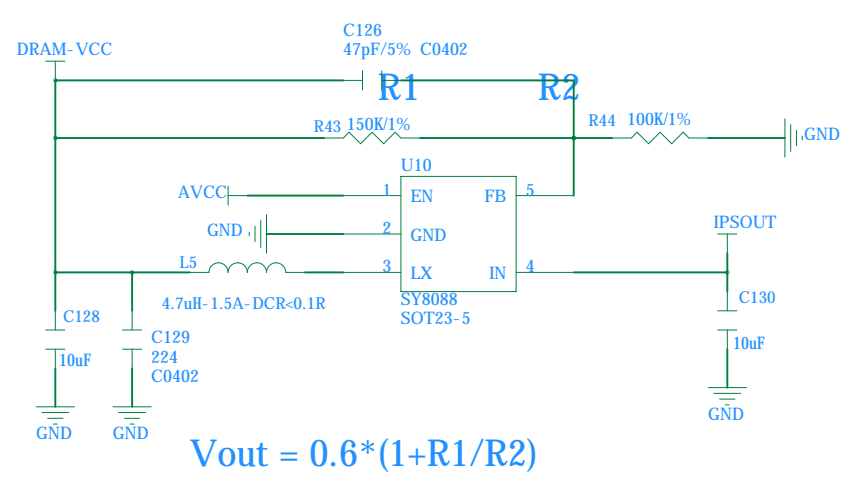 C126
DRAM-VCC
47pF/5% C0402
R1
R2
R43 150K/1%
R44 100K/1%
GND
U10
AVCC
1
EN
FB
5
GND
2
GND
IPSOUT
L5
3
LX
IN
4
4.7uH-1.5A-DCR<0.1R
SY8088
SOT23-5
C128
10uF
C129
224
C0402
C130
10uF
GND
GND
GND
Vout = 0.6*(1+R1/R2)